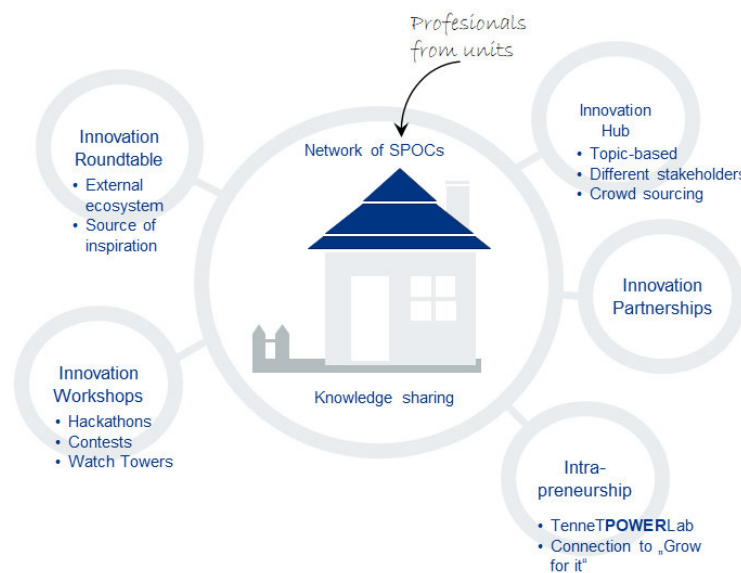 Profesionals
from units
Network of SPOCs
Knowledge sharing
Innovation
Roundtable
• External
ecosystem
• Source of
inspiration
Innovation
Workshops
• Hackathons
• Contests
• Watch Towers
Innovation
Hub
• Topic-based
• Different stakeholders
• Crowd sourcing
Innovation
Partnerships
Intra-
preneurship
• TenneTPOWERLab
• Connection to „Grow
for it“